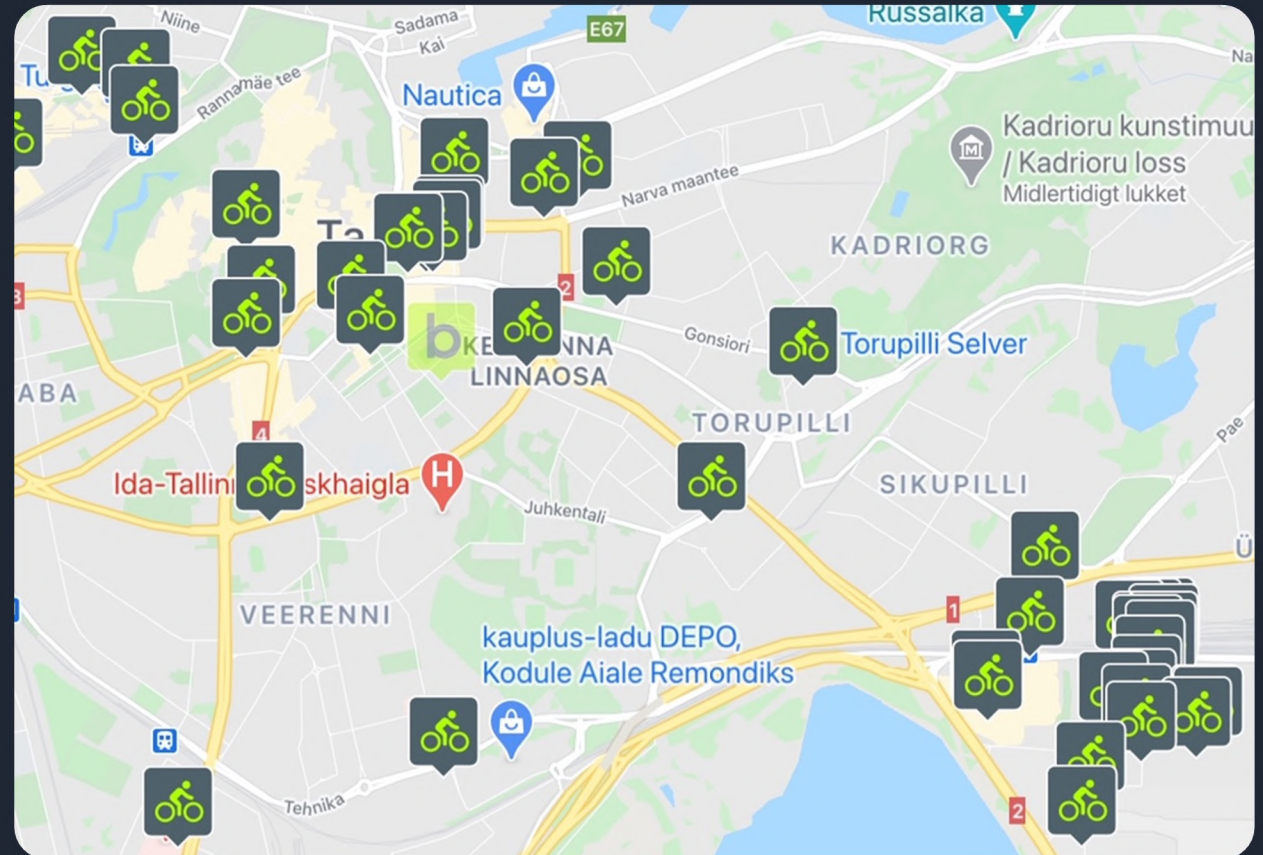 Niine
Sadama
Kai
E67
Russalka
Na
Rannamäe tee
Nautica
Kadrioru kunstimuu
/ Kadrioru loss
Midlertidigt lukket
Narva maantee
Ta
KADRIORG
2
3
b
Gonsiori
Torupilli Selver
LINNAOSA
ABA
TORUPILLI
4
Pae
H
SIKUPILLI
Juhkentali
Ü
VEERENNI
1
kauplus-ladu DEPO,
Kodule Aiale Remondiks
Tehnika
2